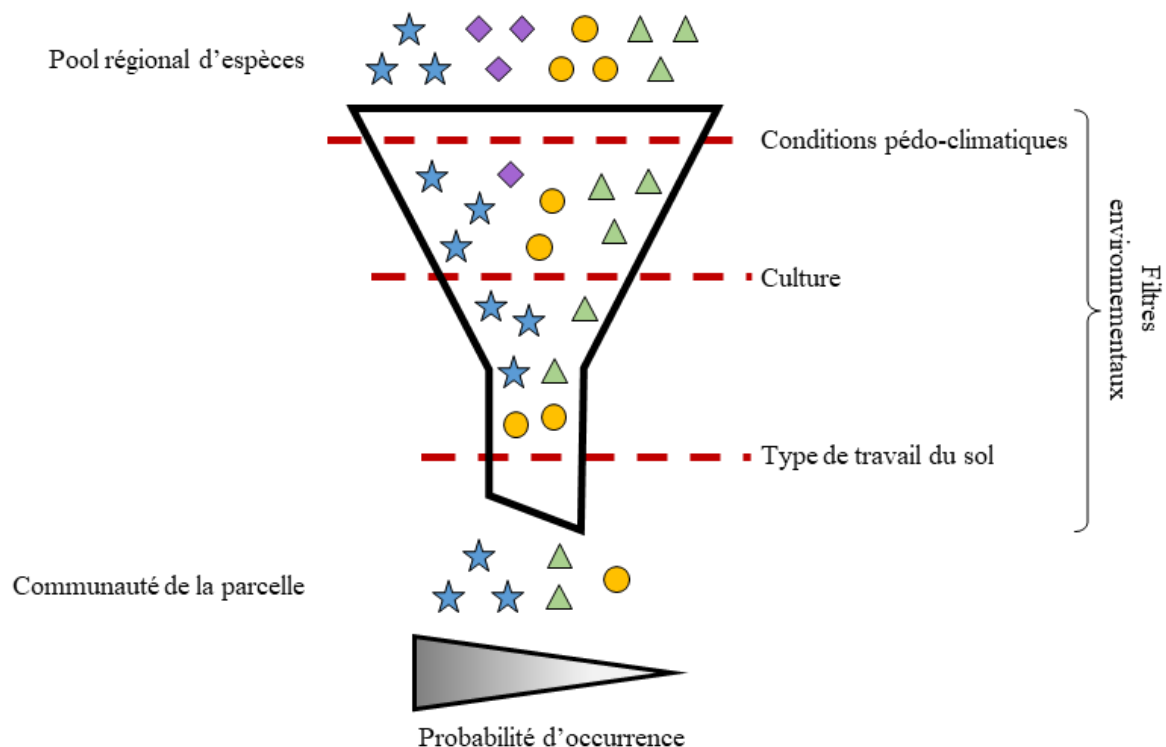 Pool régional d’espèces
Conditions pédo-climatiques
Culture
Filtres
environnementaux
Type de travail du sol
Communauté de la parcelle
Probabilité d’occurrence